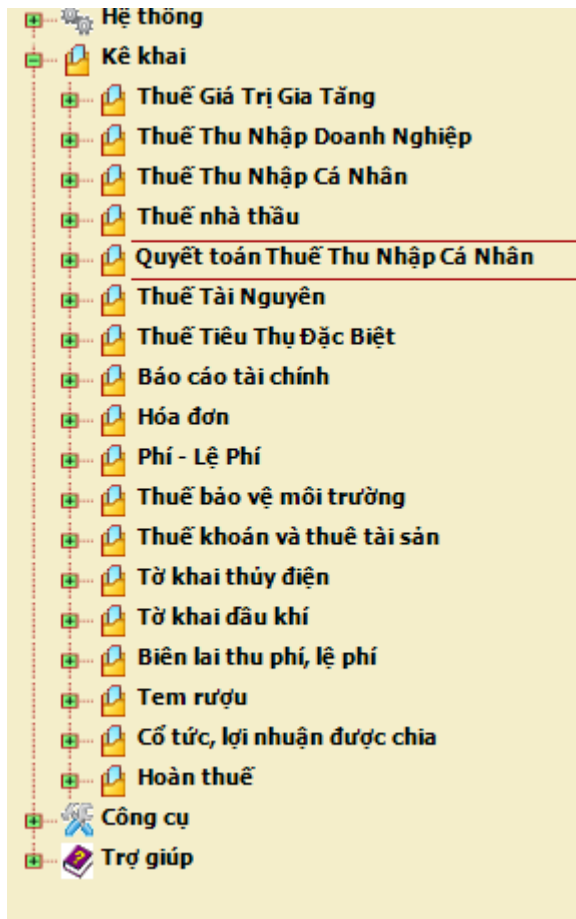 Hệ thống
Kê khai
Thuế Giá Trị Gia Tăng
Thuế Thu Nhập Doanh Nghiệp
Thuế Thu Nhập Cá Nhân
Thuế nhà thầu
Quyết toán Thuế Thu Nhập Cá Nhân
Thuế Tài Nguyên
Thuế Tiêu Thụ Đặc Biệt
Báo cáo tài chính
Hóa đơn
Phí - Lệ Phí
Thuế bảo vệ môi trường
Thuế khoán và thuê tài sản
Tờ khai thủy điện
Tờ khai dầu khí
Biên lai thu phí, lệ phí
Tem rượu
Cổ tức, lợi nhuận được chia
Hoàn thuế
Công cụ
Trợ giúp